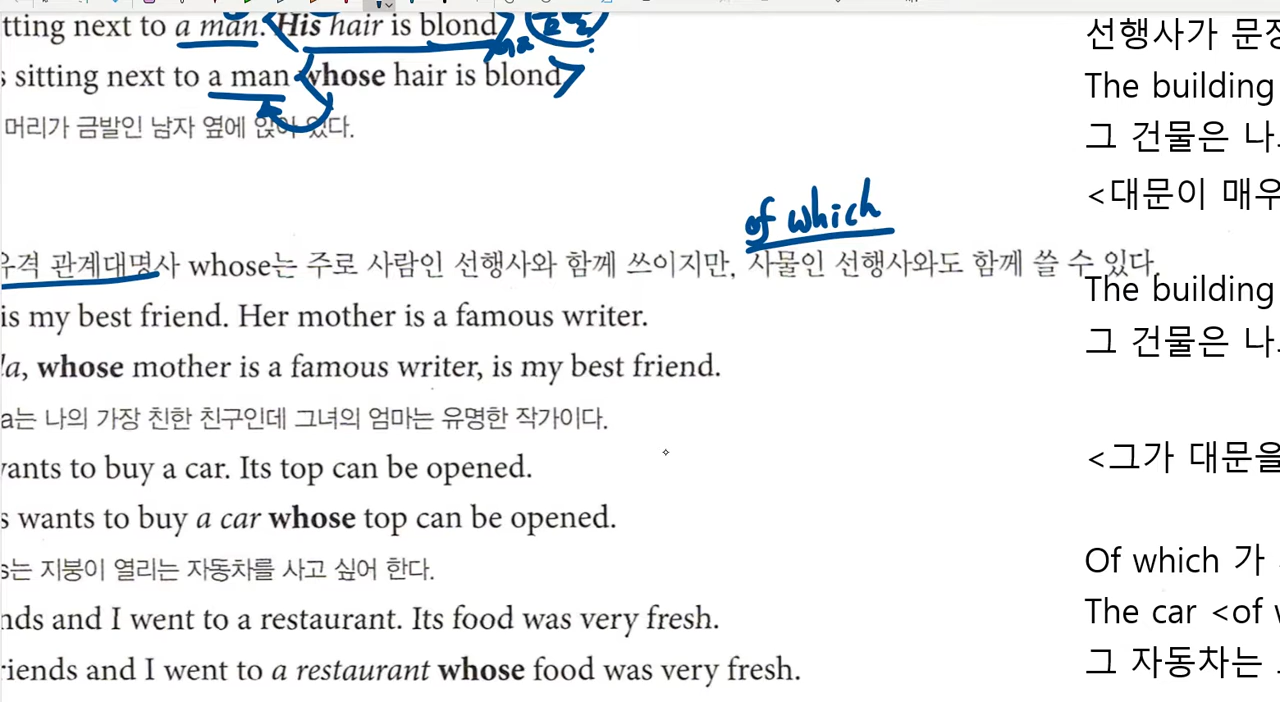 tting next to a man. His hair is blond
선행사가 문장
s sitting next to a man whose hair is blond
The building
머리가 금발인 남자 옆에 앉아 있다.
그 건물은 나
<대문이 매우
of which
격 관계대명사 whose는 주로 사람인 선행사와 함께 쓰이지만, 사물인 선행사와도 함께 쓸 수 있다.
The building
is my best friend. Her mother is a famous writer.
그 건물은 나
la, whose mother is a famous writer, is my best friend.
a는 나의 가장 친한 친구인데 그녀의 엄마는 유명한 작가이다.
<그가 대문을
wants to buy a car. Its top can be opened.
s wants to buy a car whose top can be opened.
Of which 가
s는 지붕이 열리는 자동차를 사고 싶어 한다.
The car <of w
nds and I went to a restaurant. Its food was very fresh.
그 자동차는
riends and I went to a restaurant whose food was very fresh.